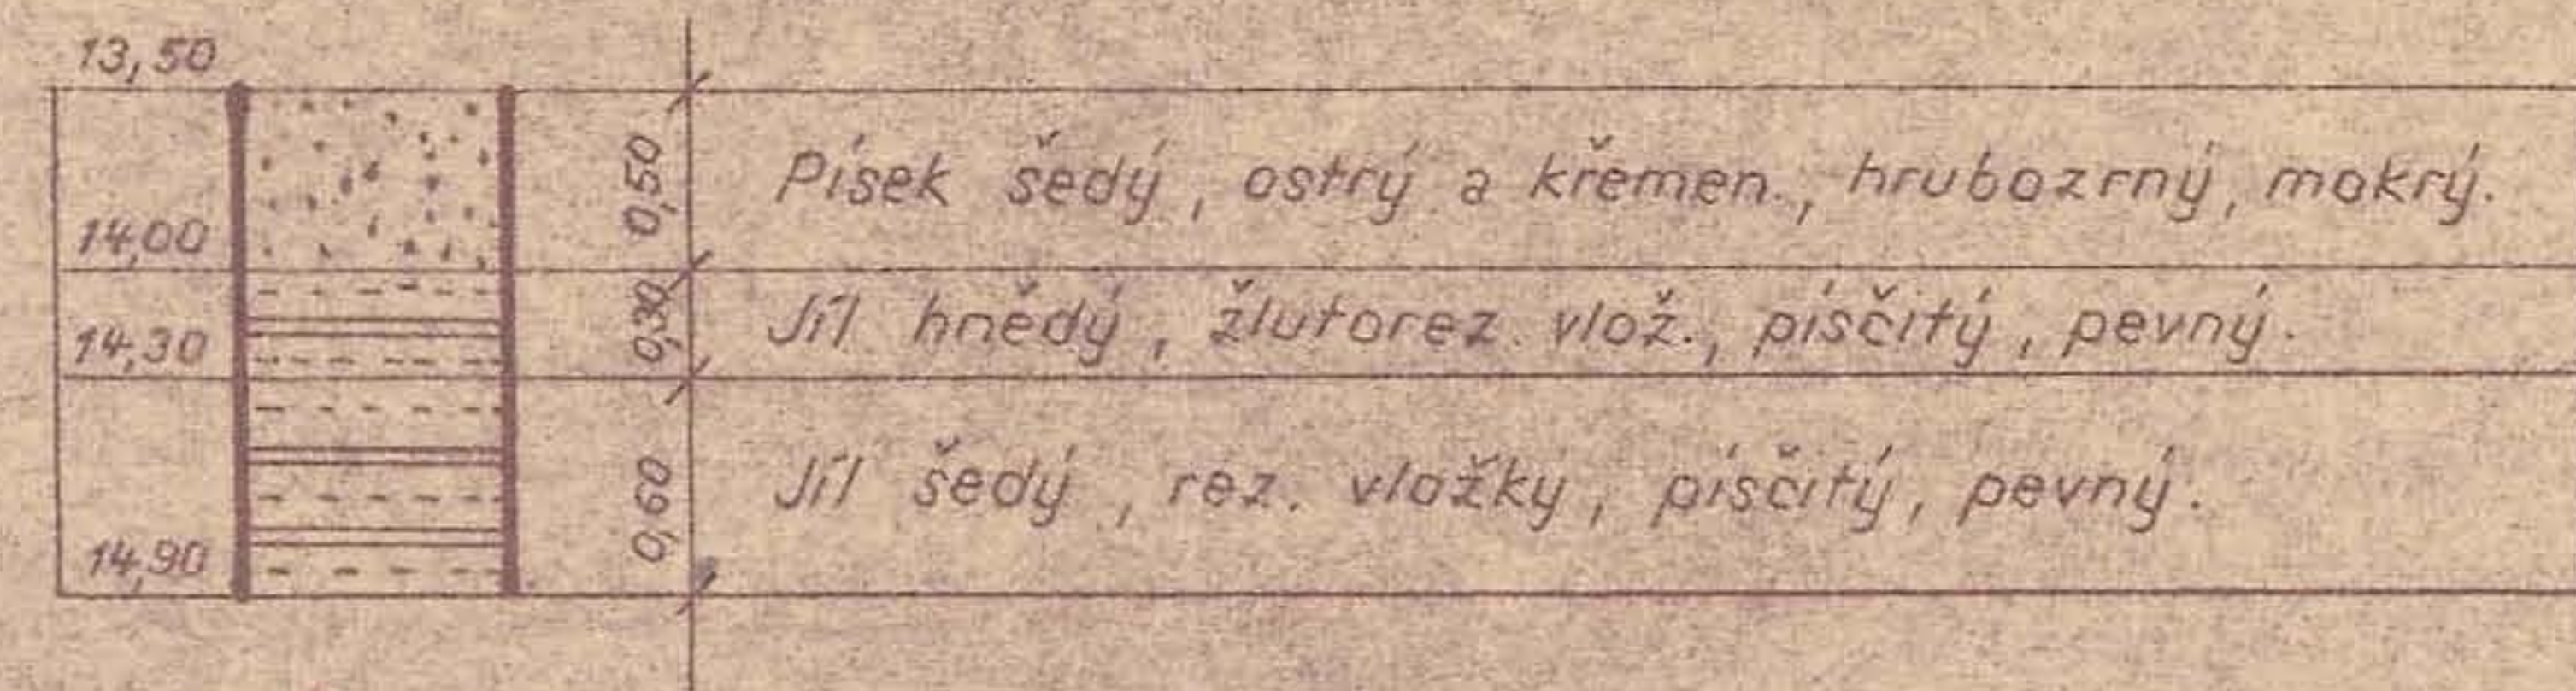 13,50
0,50 Písek šedý, ostrý a křemen., hrubozrný, mokrý.
14,00
0,30 Jíl hnědý, žlutorez. vlož., písčitý, pevný.
14,30
0,60 Jíl šedý, rez. vložky, písčitý, pevný.
14,90